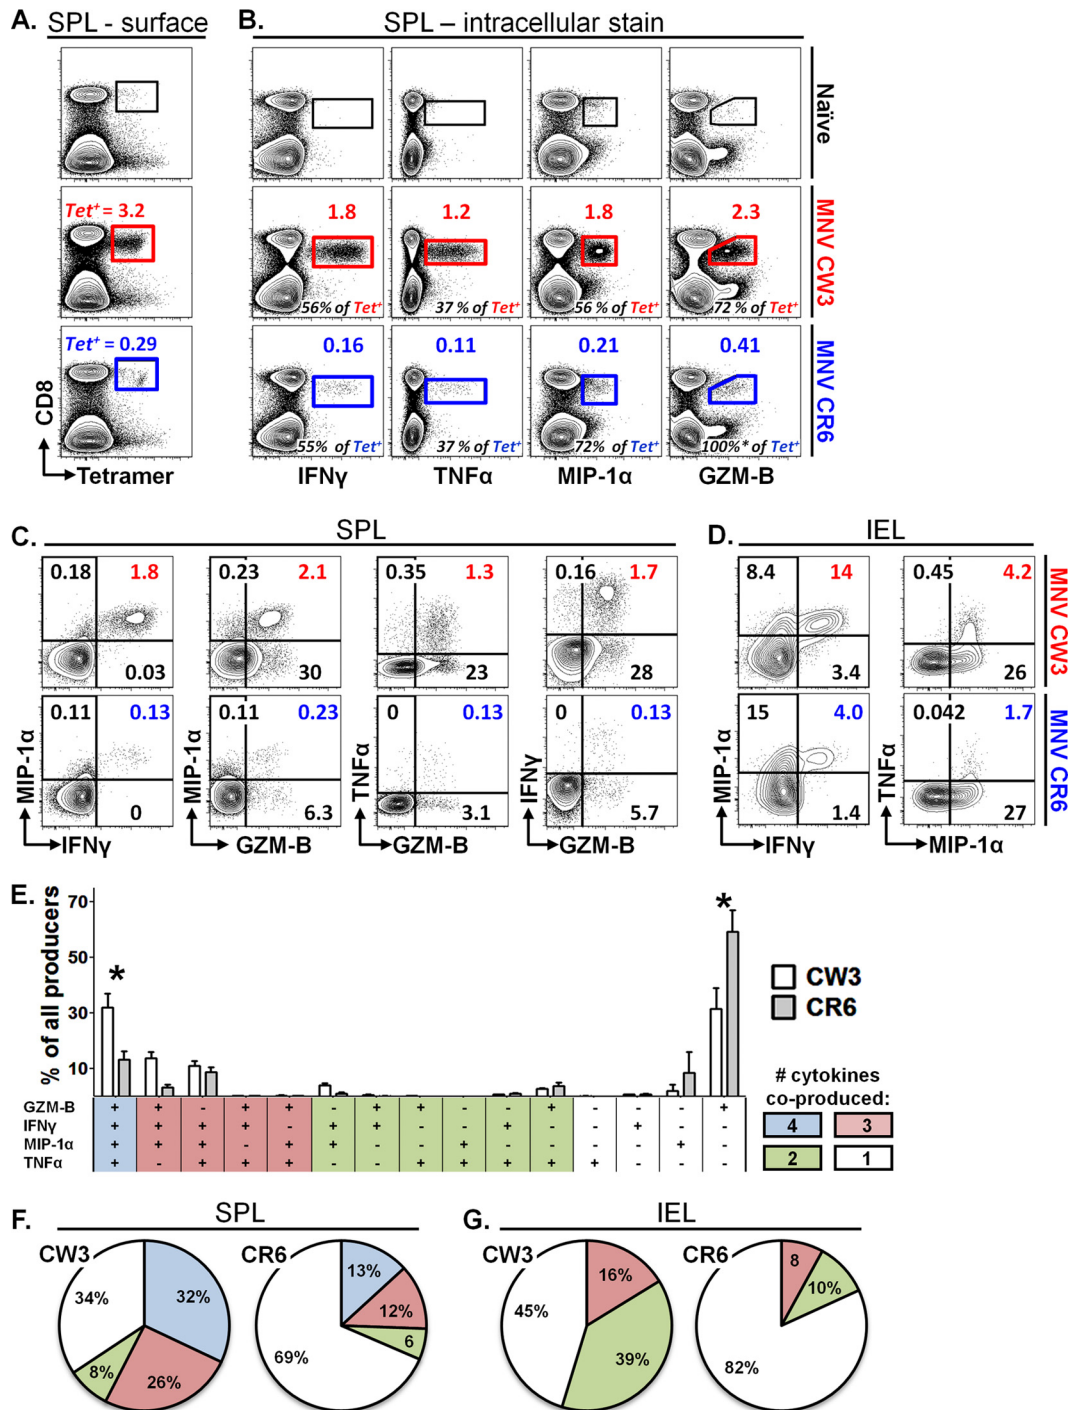 A. SPL - surface
B. SPL – intracellular stain
Naïve
Tet+ = 3.2
1.8
1.2
1.8
2.3
56% of Tet+
37 % of Tet+
56 % of Tet+
72 % of Tet+
MNV CW3
Tet+ = 0.29
0.16
0.11
0.21
0.41
55% of Tet+
37 % of Tet+
72% of Tet+
100%* of Tet+
MNV CR6
CD8
Tetramer
IFNγ
TNFα
MIP-1α
GZM-B
C. SPL
D. IEL
0.18 1.8
0.23 2.1
0.35 1.3
0.16 1.7
8.4 14
0.45 4.2
0.03
30
23
28
3.4
26
MNV CW3
0.11 0.13
0.11 0.23
0 0.13
0 0.13
15 4.0
0.042 1.7
0
6.3
3.1
5.7
1.4
27
MNV CR6
MIP-1α
MIP-1α
TNFα
IFNγ
MIP-1α
TNFα
IFNγ
GZM-B
GZM-B
GZM-B
IFNγ
MIP-1α
E.
% of all producers
70
50
30
10
*
*
CW3
CR6
# cytokines
co-produced:
4 3
2 1
GZM-B + + - + + - + + - - + - - - +
IFNγ + + + + - + + - - + - - + - -
MIP-1α + + + - + + - - + - - - - + -
TNFα + - + + + - - + + + + + - - -
F. SPL
G. IEL
CW3
34%
32%
8%
26%
CR6
13%
12%
6
69%
CW3
16%
45%
39%
CR6
8
10%
82%